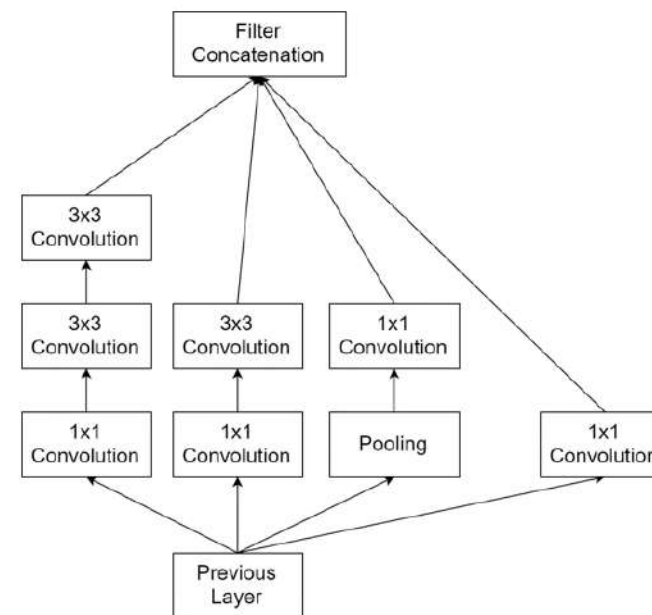 Filter
Concatenation
3x3
Convolution
3x3
Convolution
3x3
Convolution
1x1
Convolution
1x1
Convolution
1x1
Convolution
Pooling
1x1
Convolution
Previous
Layer